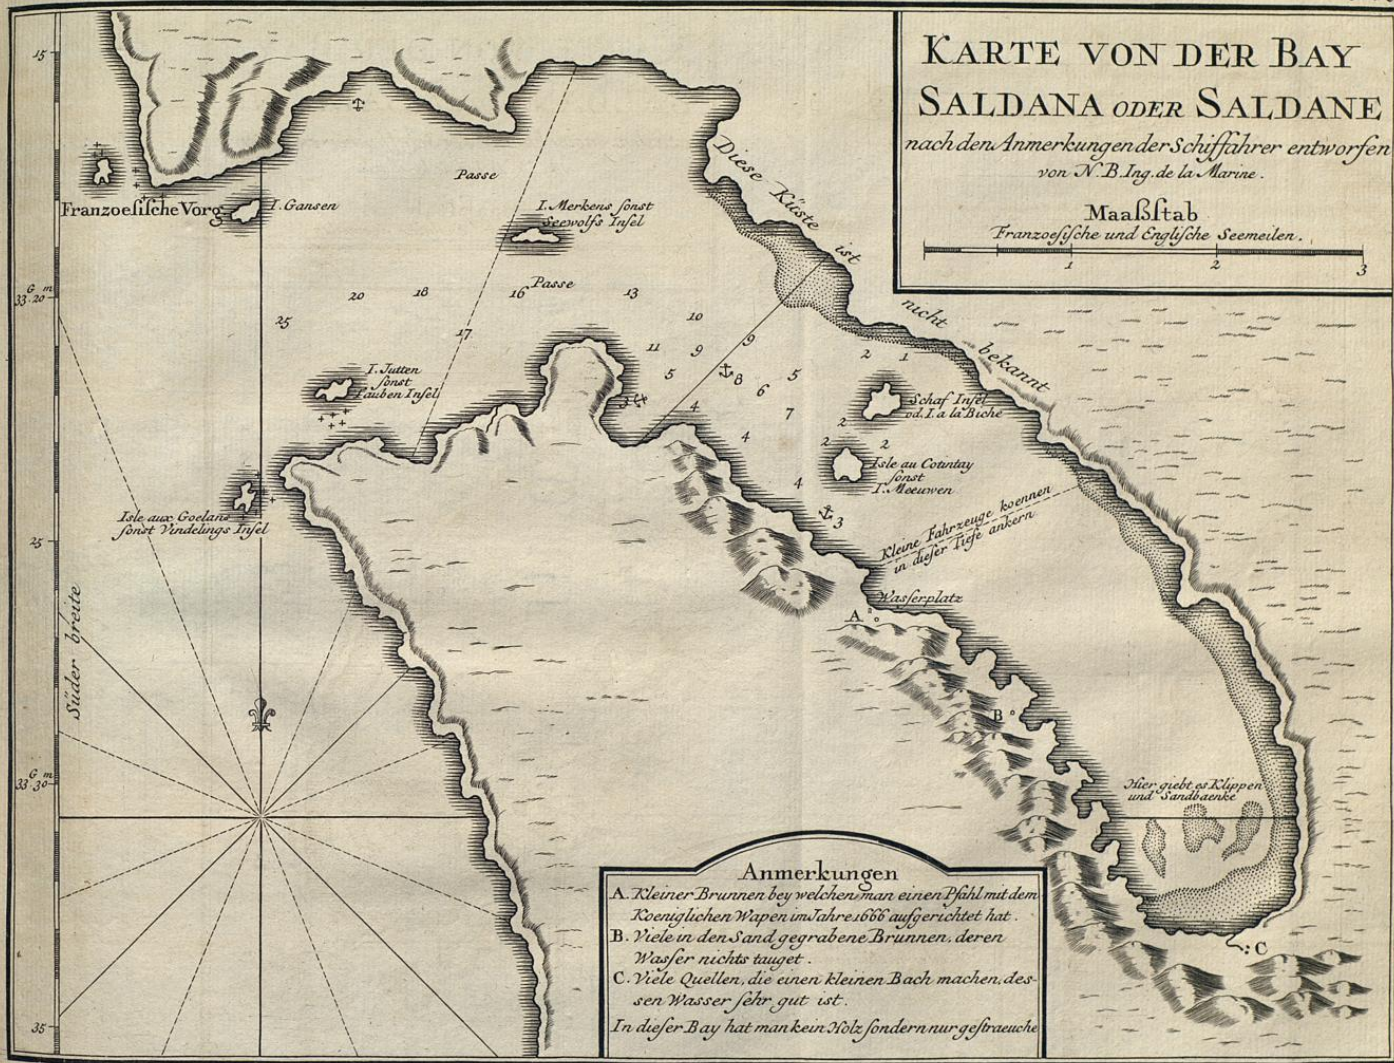 KARTE VON DER BAY
SALDANA ODER SALDANE
nach den Anmerkungen der Schiffahrer entworfen
von N. B. Ing. de la Marine.
Maaßſtab
Franzoeſiſche und Engliſche Seemeilen.
1 2 3
15
G m
33.20
25
G m
33.30
35
Süder breite
Franzoeſiſche Vorg.
I. Ganſen
Paſſe
I. Merkens ſonst
Seewolfs Inſel
Paſſe
Dieſe Küſte iſt nicht bekannt
20 18 16 13
25
17
10
11 9 9
5 8 5
6
7
2 1
4
4
2
2
2
4
3
3
I. Jutten
ſonst
Tauben Inſel
Schaf Inſel
od. I. a la Biche
Isle au Cotintay
ſonst
I. Meeuwen
Isle aux Goelans
ſonst Vindelings Inſel
Kleine Fahrzeuge koennen
in dieſer Tiefe ankern
Waſserplatz
A
B
Hier giebt es Klippen
und Sandbaenke
C
Anmerkungen
A. Kleiner Brunnen bey welchen man einen Pfahl mit dem
Koeniglichen Wapen im Jahre 1666 aufgerichtet hat.
B. Viele in den Sand gegrabene Brunnen, deren
Waſſer nichts tauget.
C. Viele Quellen, die einen kleinen Bach machen, deſ-
sen Waſſer ſehr gut iſt.
In dieſer Bay hat man kein Holz ſondern nur geſtraeuche